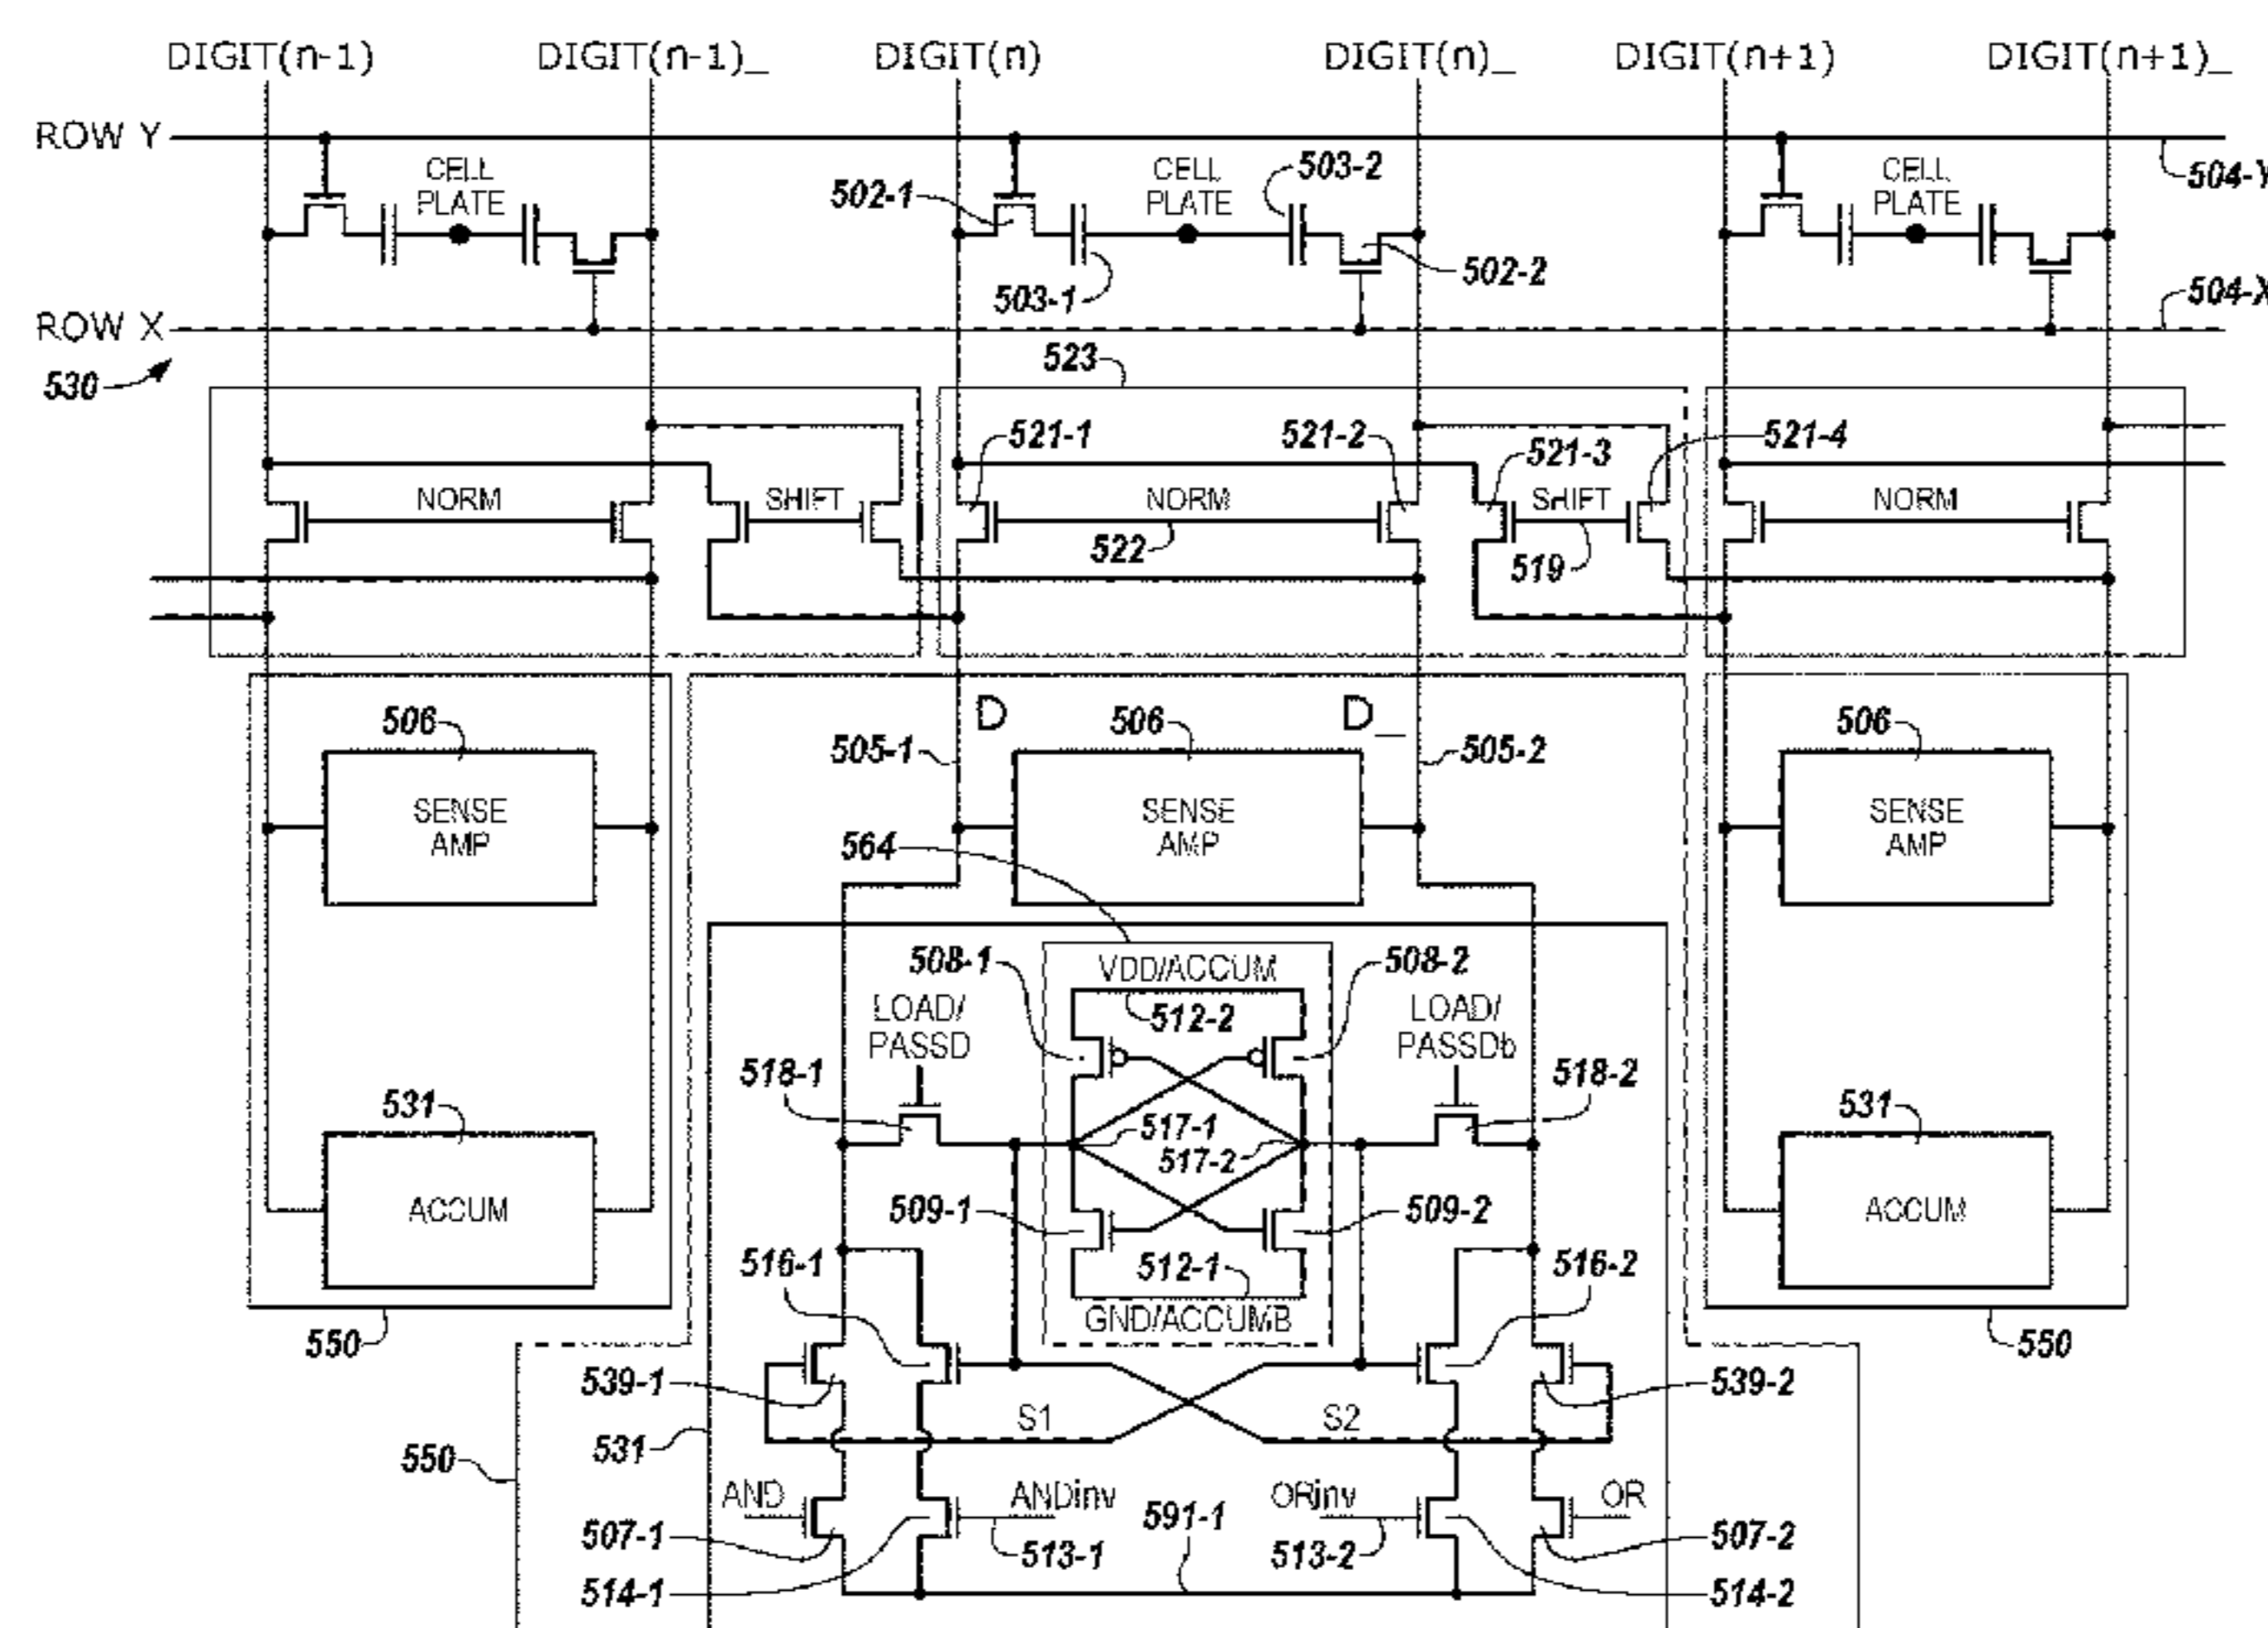 DIGIT(n-1) DIGIT(n-1)_ DIGIT(n) DIGIT(n)_ DIGIT(n+1) DIGIT(n+1)_
ROW Y
CELL PLATE
502-1
CELL PLATE
503-2
CELL PLATE
504-Y
503-1
502-2
504-X
ROW X
530
523
521-1
521-2
521-3
521-4
NORM
SHIFT
NORM
SHIFT
NORM
522
519
D
D_
506
505-1
506
505-2
506
SENSE AMP
SENSE AMP
SENSE AMP
564
508-1
VDD/ACCUM
508-2
512-2
LOAD/ PASSD
LOAD/ PASSDb
518-1
518-2
531
517-1
531
517-2
ACCUM
509-1
509-2
ACCUM
516-1
512-1
516-2
GND/ACCUMB
550
550
539-1
539-2
S1
S2
531
550
AND
ANDinv
ORinv
OR
507-1
513-1
591-1
513-2
507-2
514-1
514-2